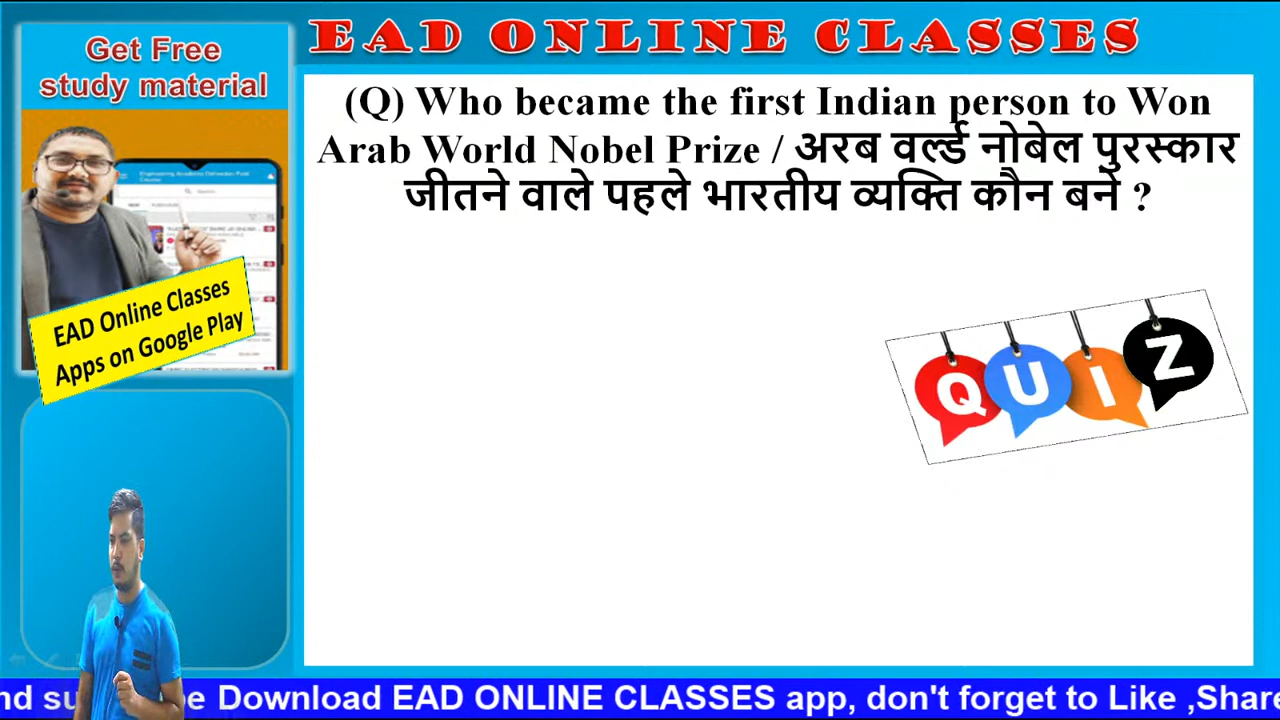 Get Free
study material
EAD ONLINE CLASSES
(Q) Who became the first Indian person to Won
Arab World Nobel Prize / अरब वर्ल्ड नोबेल पुरस्कार
जीतने वाले पहले भारतीय व्यक्ति कौन बने ?
EAD Online Classes
Apps on Google Play
QUIZ
Download EAD ONLINE CLASSES app, don't forget to Like ,Share